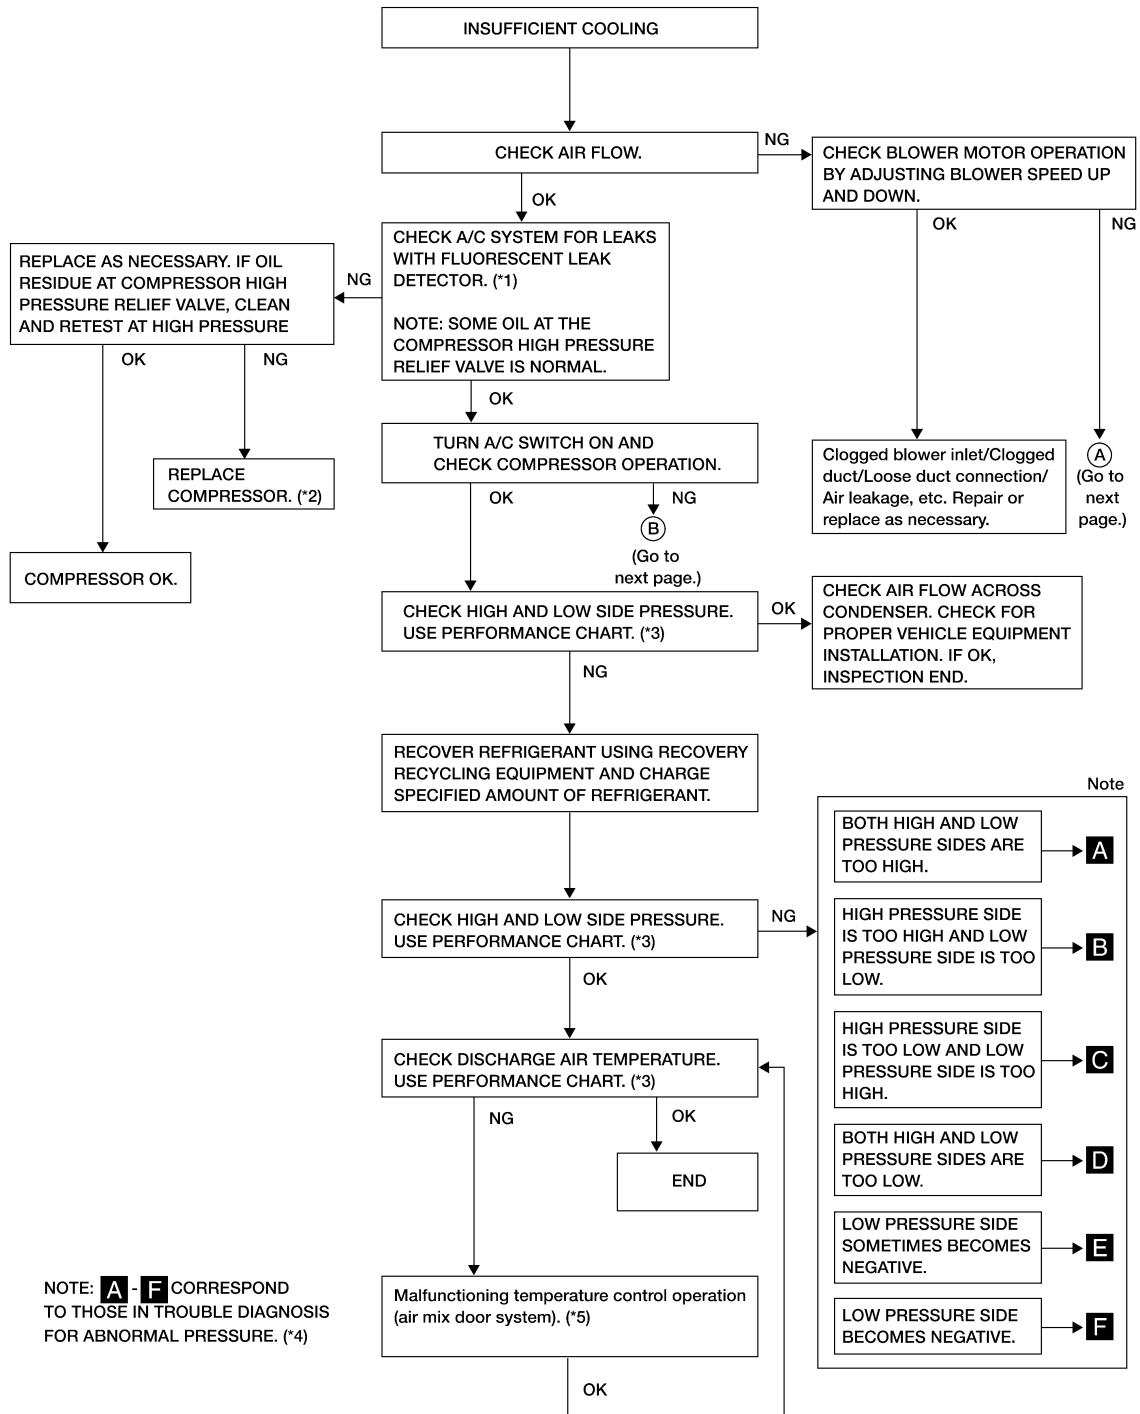 INSUFFICIENT COOLING
CHECK AIR FLOW.
NG
CHECK BLOWER MOTOR OPERATION
BY ADJUSTING BLOWER SPEED UP
AND DOWN.
OK
OK
NG
CHECK A/C SYSTEM FOR LEAKS
WITH FLUORESCENT LEAK
DETECTOR. (*1)
NOTE: SOME OIL AT THE
COMPRESSOR HIGH PRESSURE
RELIEF VALVE IS NORMAL.
NG
REPLACE AS NECESSARY. IF OIL
RESIDUE AT COMPRESSOR HIGH
PRESSURE RELIEF VALVE, CLEAN
AND RETEST AT HIGH PRESSURE
OK
NG
REPLACE
COMPRESSOR. (*2)
COMPRESSOR OK.
OK
TURN A/C SWITCH ON AND
CHECK COMPRESSOR OPERATION.
OK
NG
B
(Go to
next page.)
Clogged blower inlet/Clogged
duct/Loose duct connection/
Air leakage, etc. Repair or
replace as necessary.
A
(Go to
next
page.)
CHECK HIGH AND LOW SIDE PRESSURE.
USE PERFORMANCE CHART. (*3)
OK
CHECK AIR FLOW ACROSS
CONDENSER. CHECK FOR
PROPER VEHICLE EQUIPMENT
INSTALLATION. IF OK,
INSPECTION END.
NG
RECOVER REFRIGERANT USING RECOVERY
RECYCLING EQUIPMENT AND CHARGE
SPECIFIED AMOUNT OF REFRIGERANT.
CHECK HIGH AND LOW SIDE PRESSURE.
USE PERFORMANCE CHART. (*3)
NG
Note
BOTH HIGH AND LOW
PRESSURE SIDES ARE
TOO HIGH.
A
HIGH PRESSURE SIDE
IS TOO HIGH AND LOW
PRESSURE SIDE IS TOO
LOW.
B
HIGH PRESSURE SIDE
IS TOO LOW AND LOW
PRESSURE SIDE IS TOO
HIGH.
C
BOTH HIGH AND LOW
PRESSURE SIDES ARE
TOO LOW.
D
LOW PRESSURE SIDE
SOMETIMES BECOMES
NEGATIVE.
E
LOW PRESSURE SIDE
BECOMES NEGATIVE.
F
OK
CHECK DISCHARGE AIR TEMPERATURE.
USE PERFORMANCE CHART. (*3)
NG
OK
END
Malfunctioning temperature control operation
(air mix door system). (*5)
OK
NOTE: A - F CORRESPOND
TO THOSE IN TROUBLE DIAGNOSIS
FOR ABNORMAL PRESSURE. (*4)